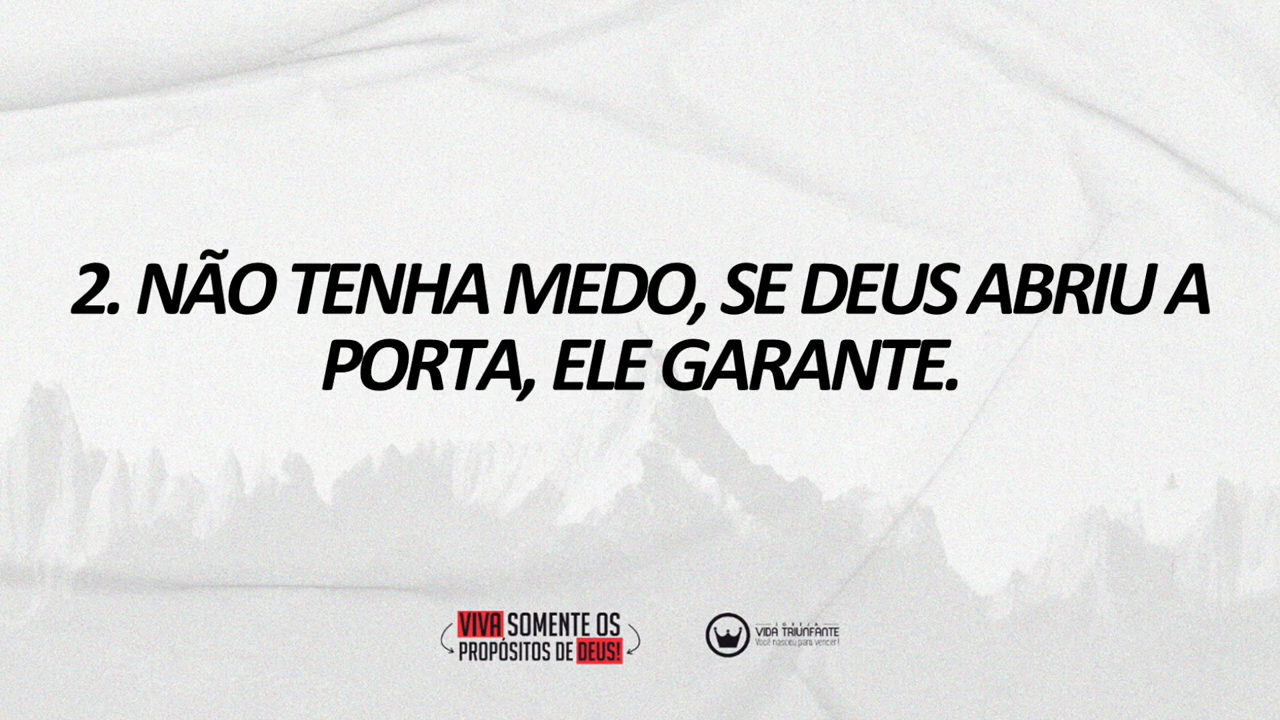 2. NÃO TENHA MEDO, SE DEUS ABRIU A
PORTA, ELE GARANTE.
VIVA SOMENTE OS
PROPÓSITOS DE DEUS!
IGREJA
VIDA TRIUNFANTE
Você nasceu para vencer!